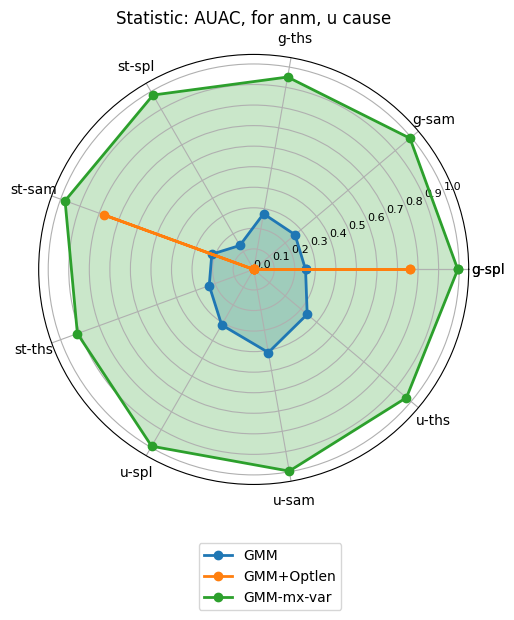 Statistic: AUAC, for anm, u cause
g-ths
st-spl
g-sam
st-sam
0.0 0.1 0.2 0.3 0.4 0.5 0.6 0.7 0.8 0.9 1.0
g-spl
st-ths
u-ths
u-spl
u-sam
GMM
GMM+Optlen
GMM-mx-var